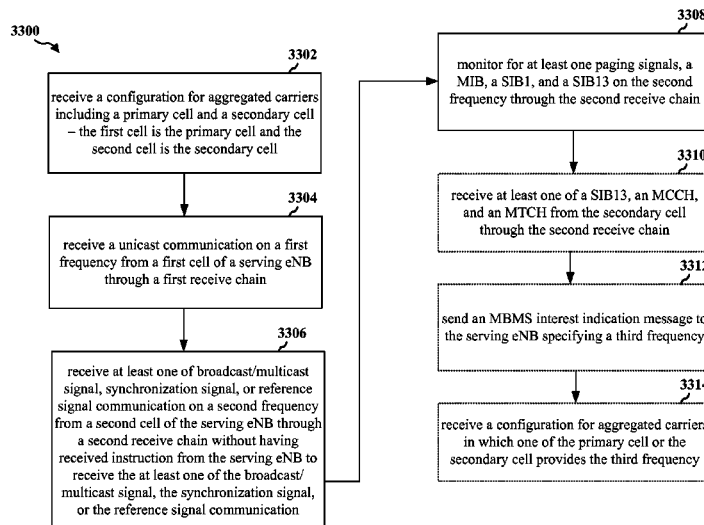 3300
3302
receive a configuration for aggregated carriers
including a primary cell and a secondary cell
– the first cell is the primary cell and the
second cell is the secondary cell
3304
receive a unicast communication on a first
frequency from a first cell of a serving eNB
through a first receive chain
3306
receive at least one of broadcast/multicast
signal, synchronization signal, or reference
signal communication on a second frequency
from a second cell of the serving eNB through
a second receive chain without having
received instruction from the serving eNB to
receive the at least one of the broadcast/
multicast signal, the synchronization signal,
or the reference signal communication
3308
monitor for at least one paging signals, a
MIB, a SIB1, and a SIB13 on the second
frequency through the second receive chain
3310
receive at least one of a SIB13, an MCCH,
and an MTCH from the secondary cell
through the second receive chain
3312
send an MBMS interest indication message to
the serving eNB specifying a third frequency
3314
receive a configuration for aggregated carriers
in which one of the primary cell or the
secondary cell provides the third frequency